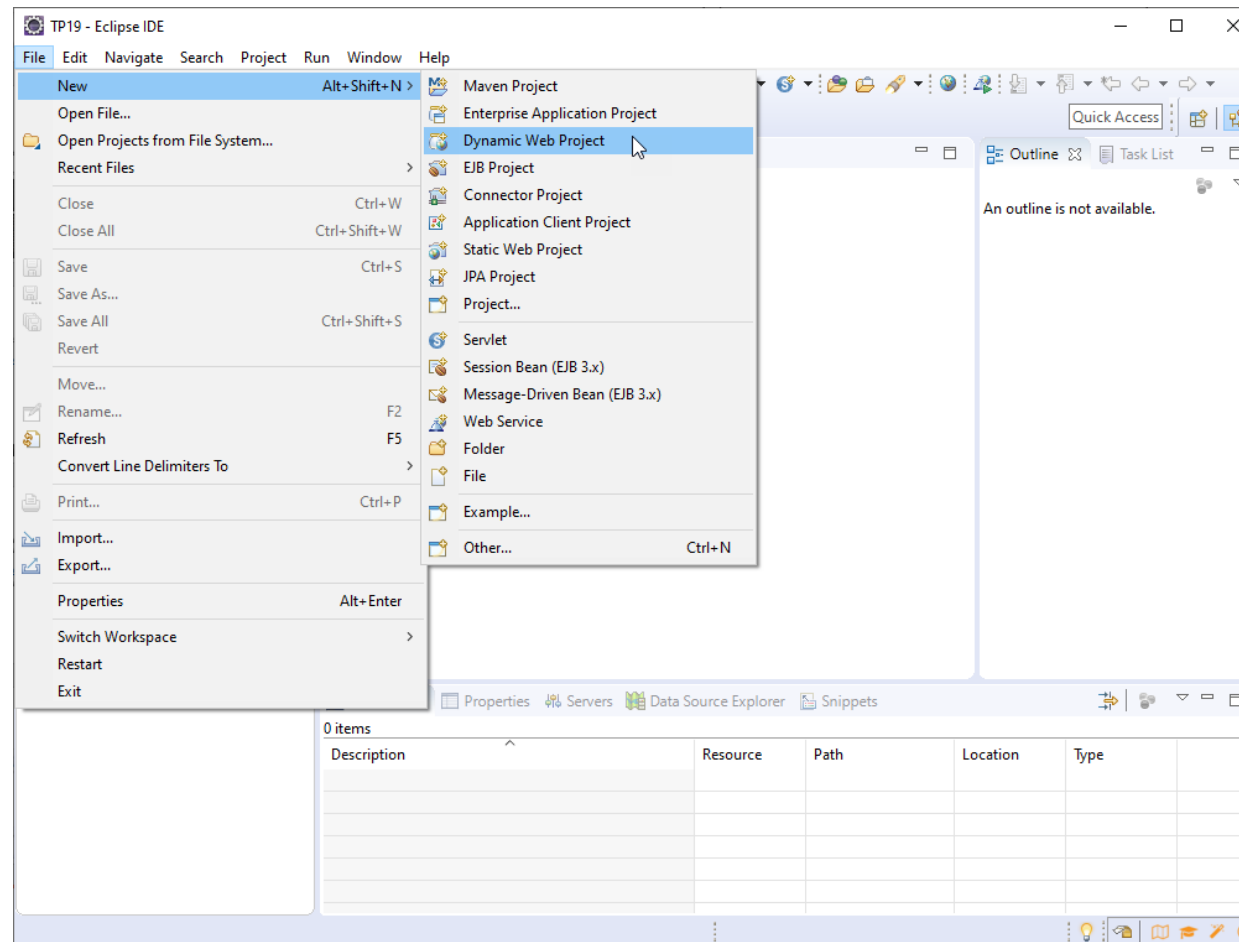 TP19 - Eclipse IDE
File Edit Navigate Search Project Run Window Help
New Alt+Shift+N >
Open File...
Open Projects from File System...
Recent Files >
Close Ctrl+W
Close All Ctrl+Shift+W
Save Ctrl+S
Save As...
Save All Ctrl+Shift+S
Revert
Move...
Rename... F2
Refresh F5
Convert Line Delimiters To >
Print... Ctrl+P
Import...
Export...
Properties Alt+Enter
Switch Workspace >
Restart
Exit
Maven Project
Enterprise Application Project
Dynamic Web Project
EJB Project
Connector Project
Application Client Project
Static Web Project
JPA Project
Project...
Servlet
Session Bean (EJB 3.x)
Message-Driven Bean (EJB 3.x)
Web Service
Folder
File
Example...
Other... Ctrl+N
Quick Access
Outline Task List
An outline is not available.
Properties Servers Data Source Explorer Snippets
0 items
Description Resource Path Location Type